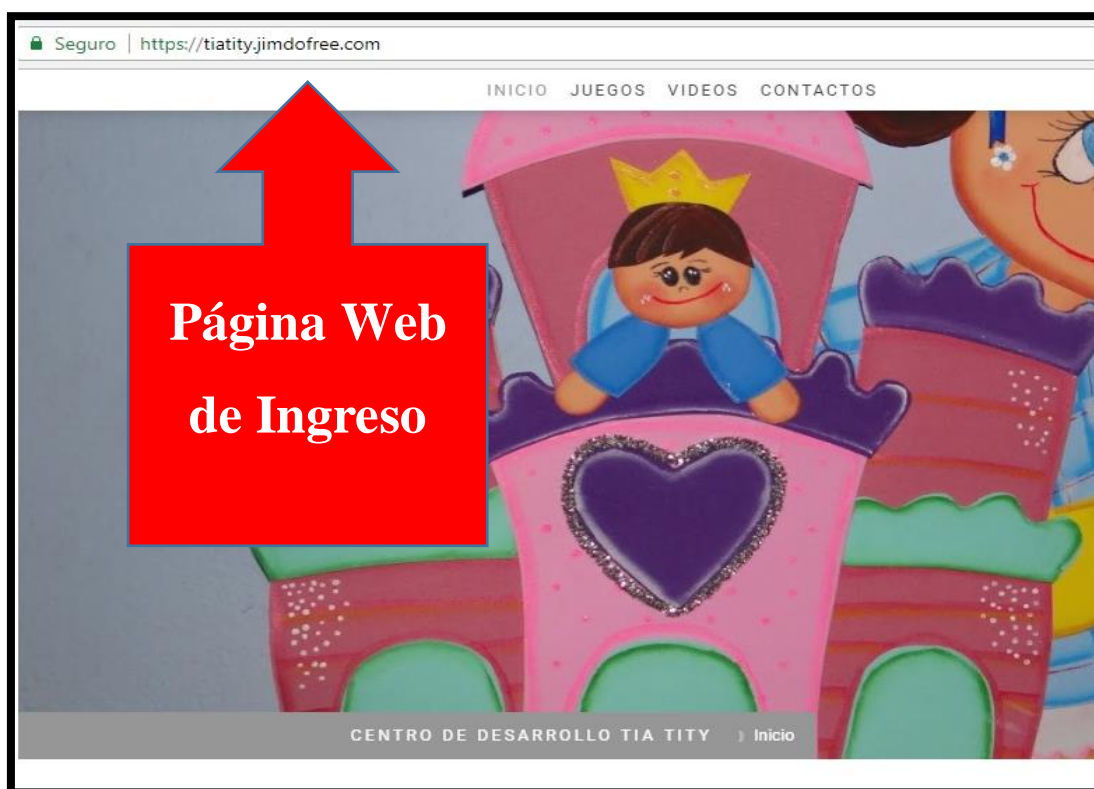 Seguro | https://tiatity.jimdofree.com
INICIO JUEGOS VIDEOS CONTACTOS
Página Web
de Ingreso
CENTRO DE DESARROLLO TIA TITY Inicio